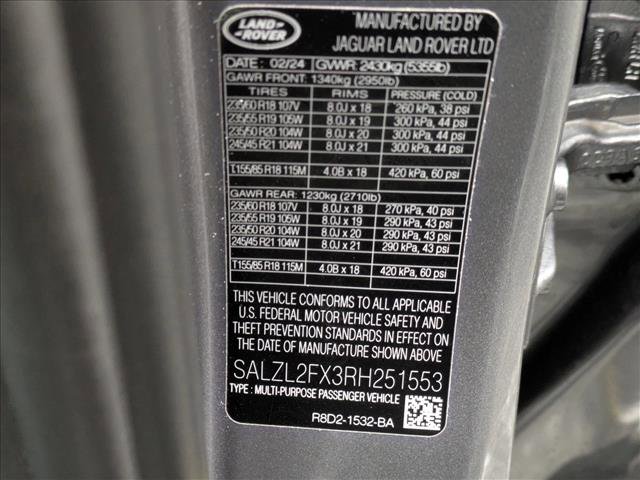 LAND-
ROVER
MANUFACTURED BY
JAGUAR LAND ROVER LTD
DATE: 02/24 GVWR: 2430kg (5355lb)
GAWR FRONT: 1340kg (2950lb)
TIRES RIMS PRESSURE (COLD)
235/60 R18 107V 8.0J x 18 260 kPa, 38 psi
235/55 R19 105W 8.0J x 19 300 kPa, 44 psi
235/50 R20 104W 8.0J x 20 300 kPa, 44 psi
245/45 R21 104W 8.0J x 21 300 kPa, 44 psi
T155/85 R18 115M 4.0B x 18 420 kPa, 60 psi
GAWR REAR: 1230kg (2710lb)
235/60 R18 107V 8.0J x 18 270 kPa, 40 psi
235/55 R19 105W 8.0J x 19 290 kPa, 43 psi
235/50 R20 104W 8.0J x 20 290 kPa, 43 psi
245/45 R21 104W 8.0J x 21 290 kPa, 43 psi
T155/85 R18 115M 4.0B x 18 420 kPa, 60 psi
THIS VEHICLE CONFORMS TO ALL APPLICABLE
U.S. FEDERAL MOTOR VEHICLE SAFETY AND
THEFT PREVENTION STANDARDS IN EFFECT ON
THE DATE OF MANUFACTURE SHOWN ABOVE
SALZL2FX3RH251553
TYPE: MULTI-PURPOSE PASSENGER VEHICLE
R8D2-1532-BA